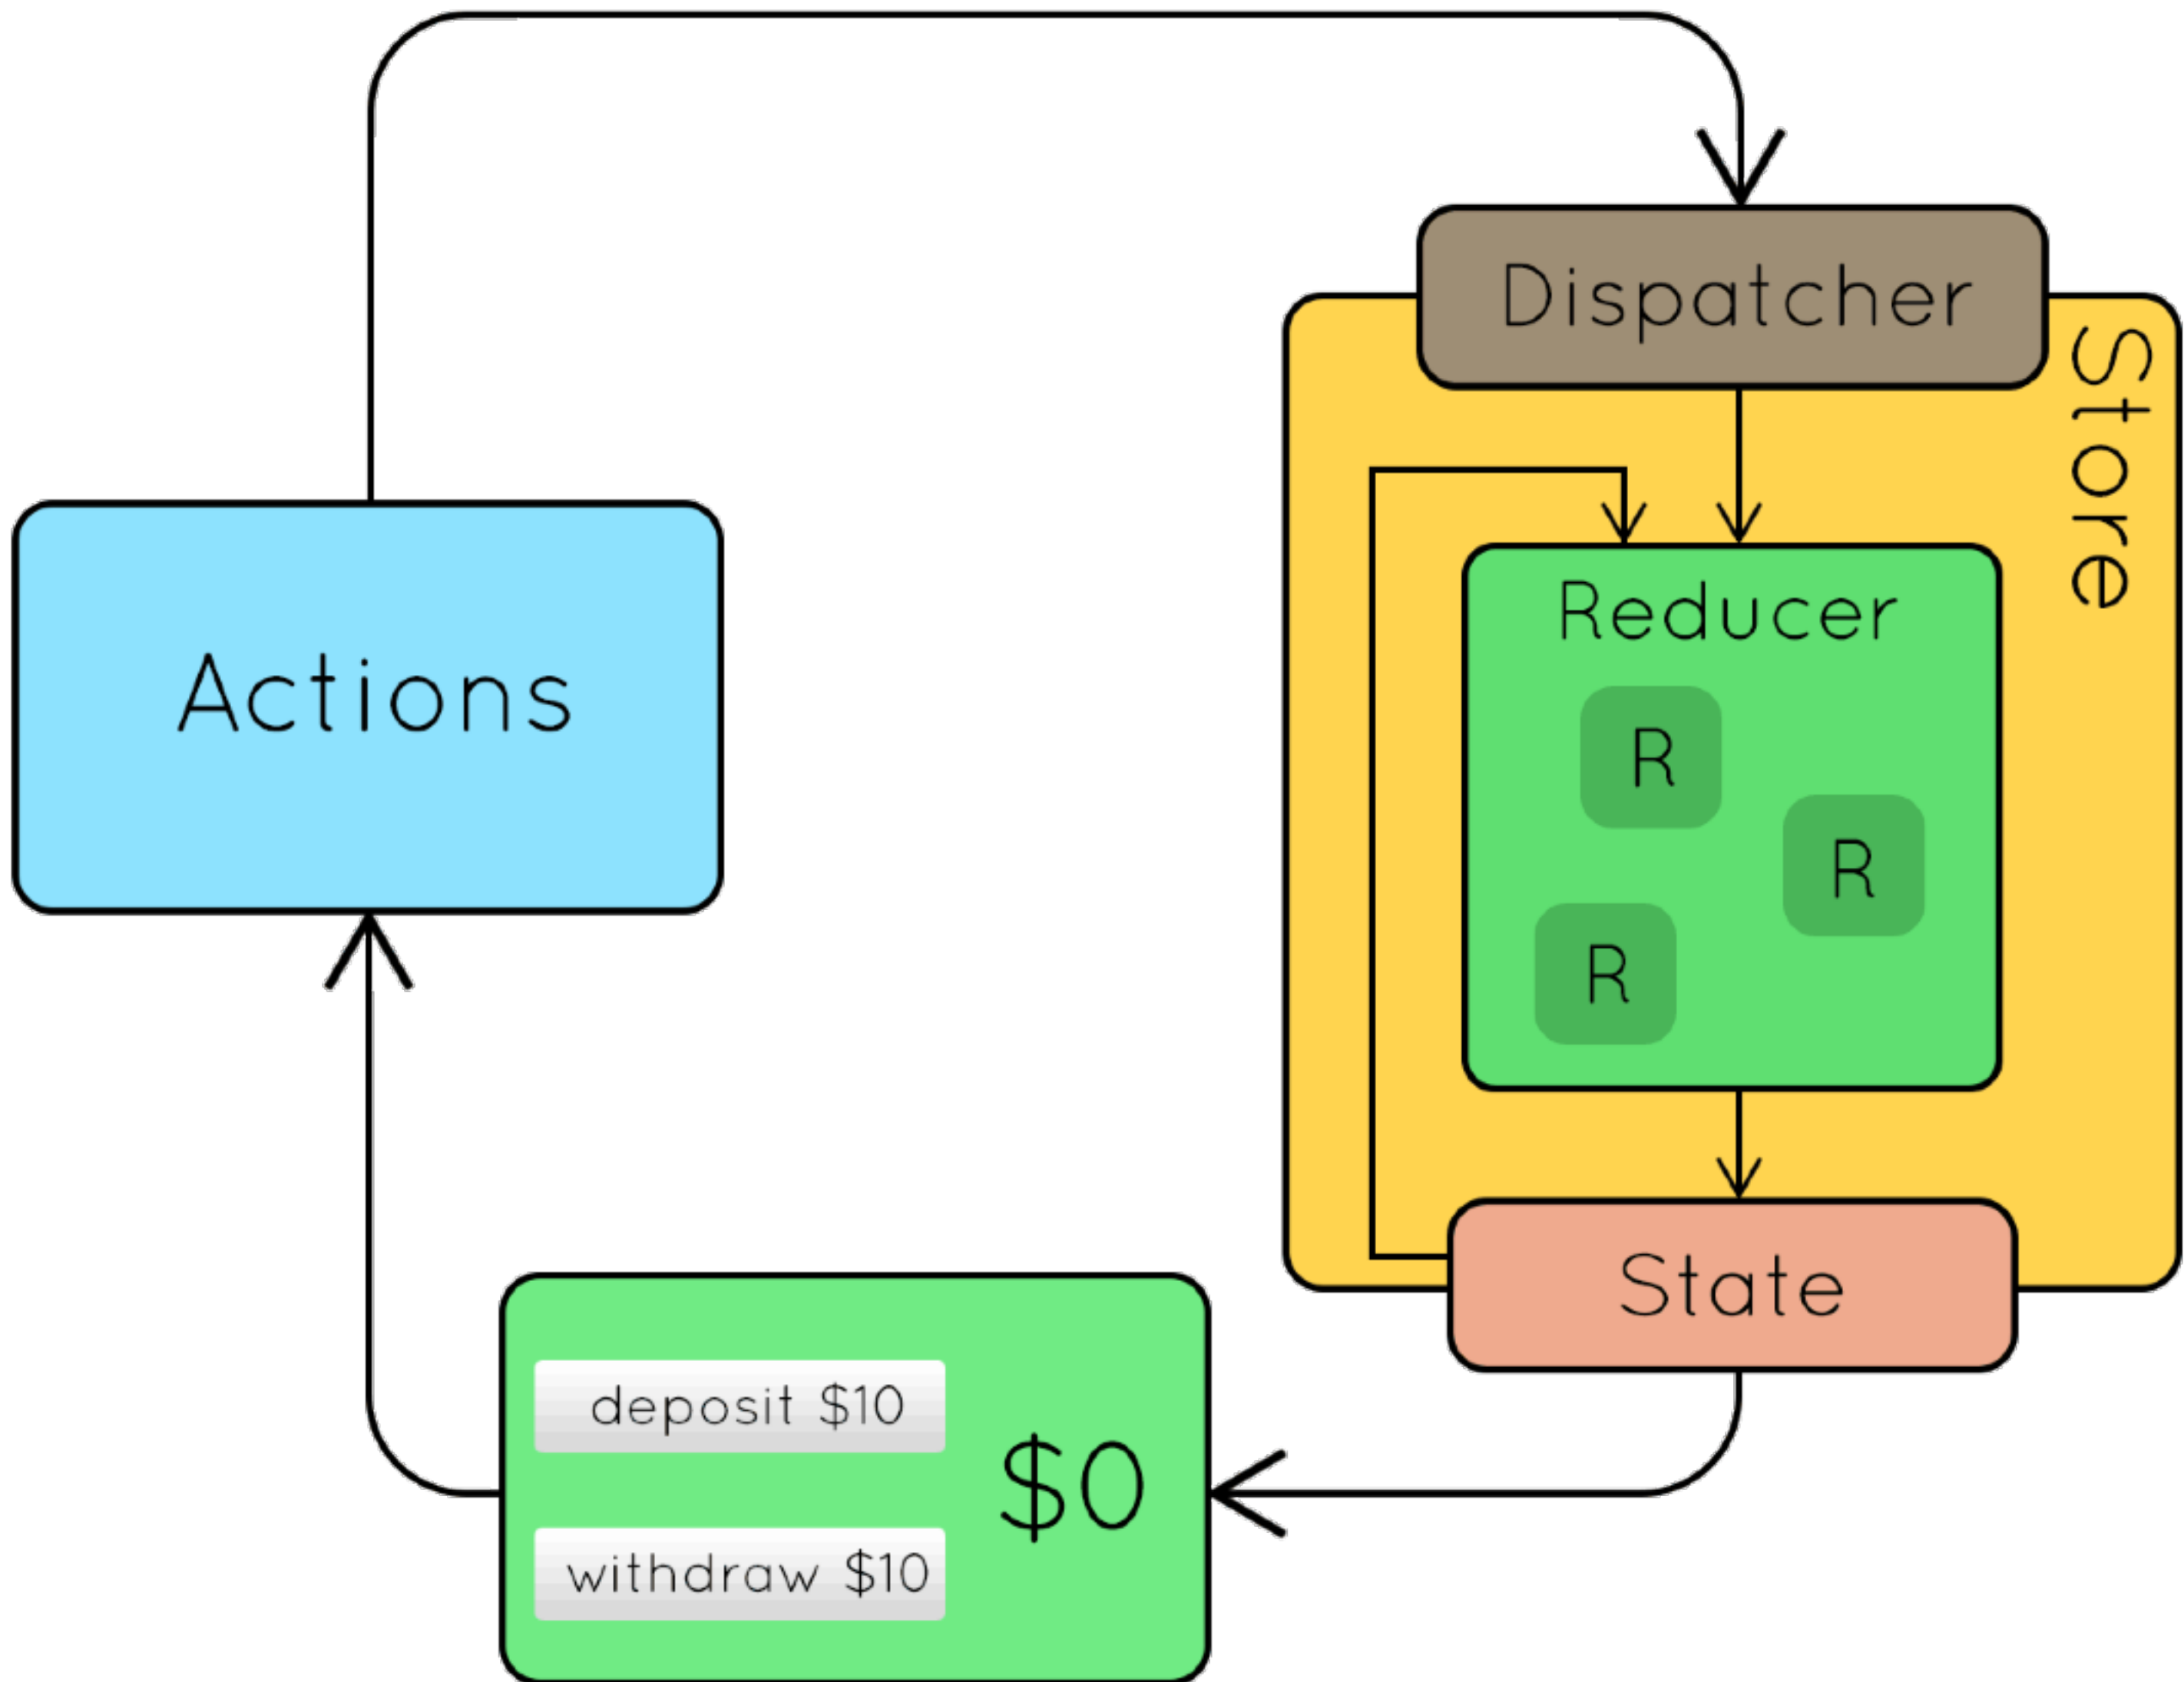 Dispatcher
Store
Reducer
Actions
R
R
R
State
deposit $10
$0
withdraw $10